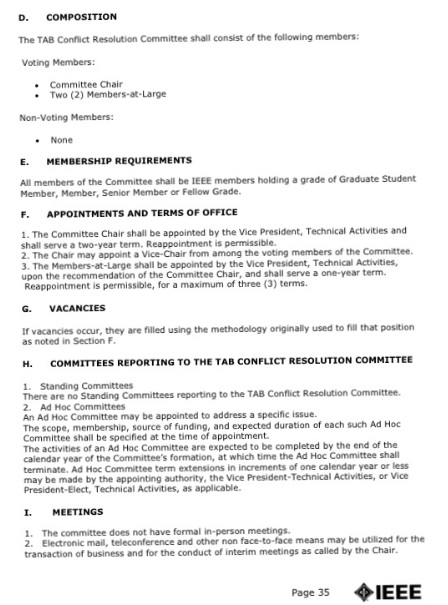 D. COMPOSITION
The TAB Conflict Resolution Committee shall consist of the following members:
Voting Members:
• Committee Chair
• Two (2) Members-at-Large
Non-Voting Members:
• None
E. MEMBERSHIP REQUIREMENTS
All members of the Committee shall be IEEE members holding a grade of Graduate Student
Member, Member, Senior Member or Fellow Grade.
F. APPOINTMENTS AND TERMS OF OFFICE
1. The Committee Chair shall be appointed by the Vice President, Technical Activities and
shall serve a two-year term. Reappointment is permissible.
2. The Chair may appoint a Vice-Chair from among the voting members of the Committee.
3. The Members-at-Large shall be appointed by the Vice President, Technical Activities,
upon the recommendation of the Committee Chair, and shall serve a one-year term.
Reappointment is permissible, for a maximum of three (3) terms.
G. VACANCIES
If vacancies occur, they are filled using the methodology originally used to fill that position
as noted in Section F.
H. COMMITTEES REPORTING TO THE TAB CONFLICT RESOLUTION COMMITTEE
1. Standing Committees
There are no Standing Committees reporting to the TAB Conflict Resolution Committee.
2. Ad Hoc Committees
An Ad Hoc Committee may be appointed to address a specific issue.
The scope, membership, source of funding, and expected duration of each such Ad Hoc
Committee shall be specified at the time of appointment.
The activities of an Ad Hoc Committee are expected to be completed by the end of the
calendar year of the Committee's formation, at which time the Ad Hoc Committee shall
terminate. Ad Hoc Committee term extensions in increments of one calendar year or less
may be made by the appointing authority, the Vice President-Technical Activities, or Vice
President-Elect, Technical Activities, as applicable.
I. MEETINGS
1. The committee does not have formal in-person meetings.
2. Electronic mail, teleconference and other non face-to-face means may be utilized for the
transaction of business and for the conduct of interim meetings as called by the Chair.
Page 35 IEEE